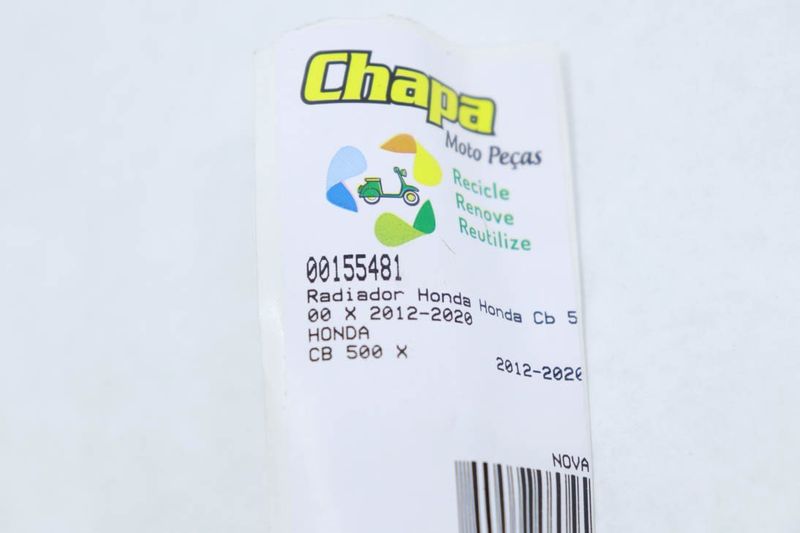 Chapa
Moto Peças
Recicle
Renove
Reutilize
00155481
Radiador Honda Honda Cb 5
00 X 2012-2020
HONDA
CB 500 X
2012-2020
NOVA